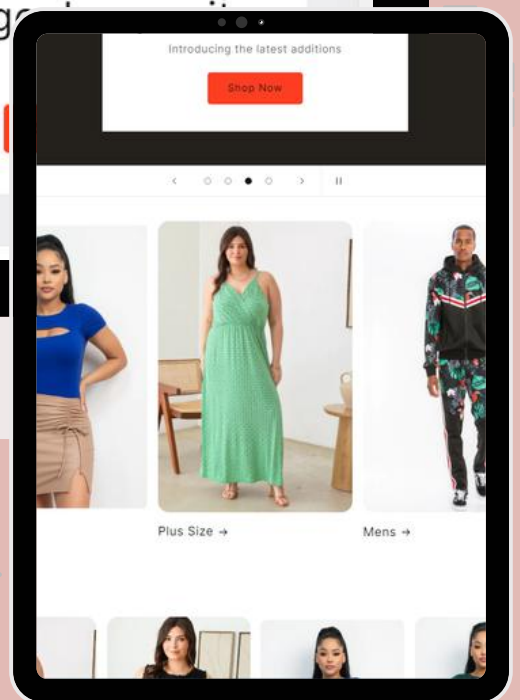 Introducing the latest additions
Shop Now
Plus Size →
Mens →